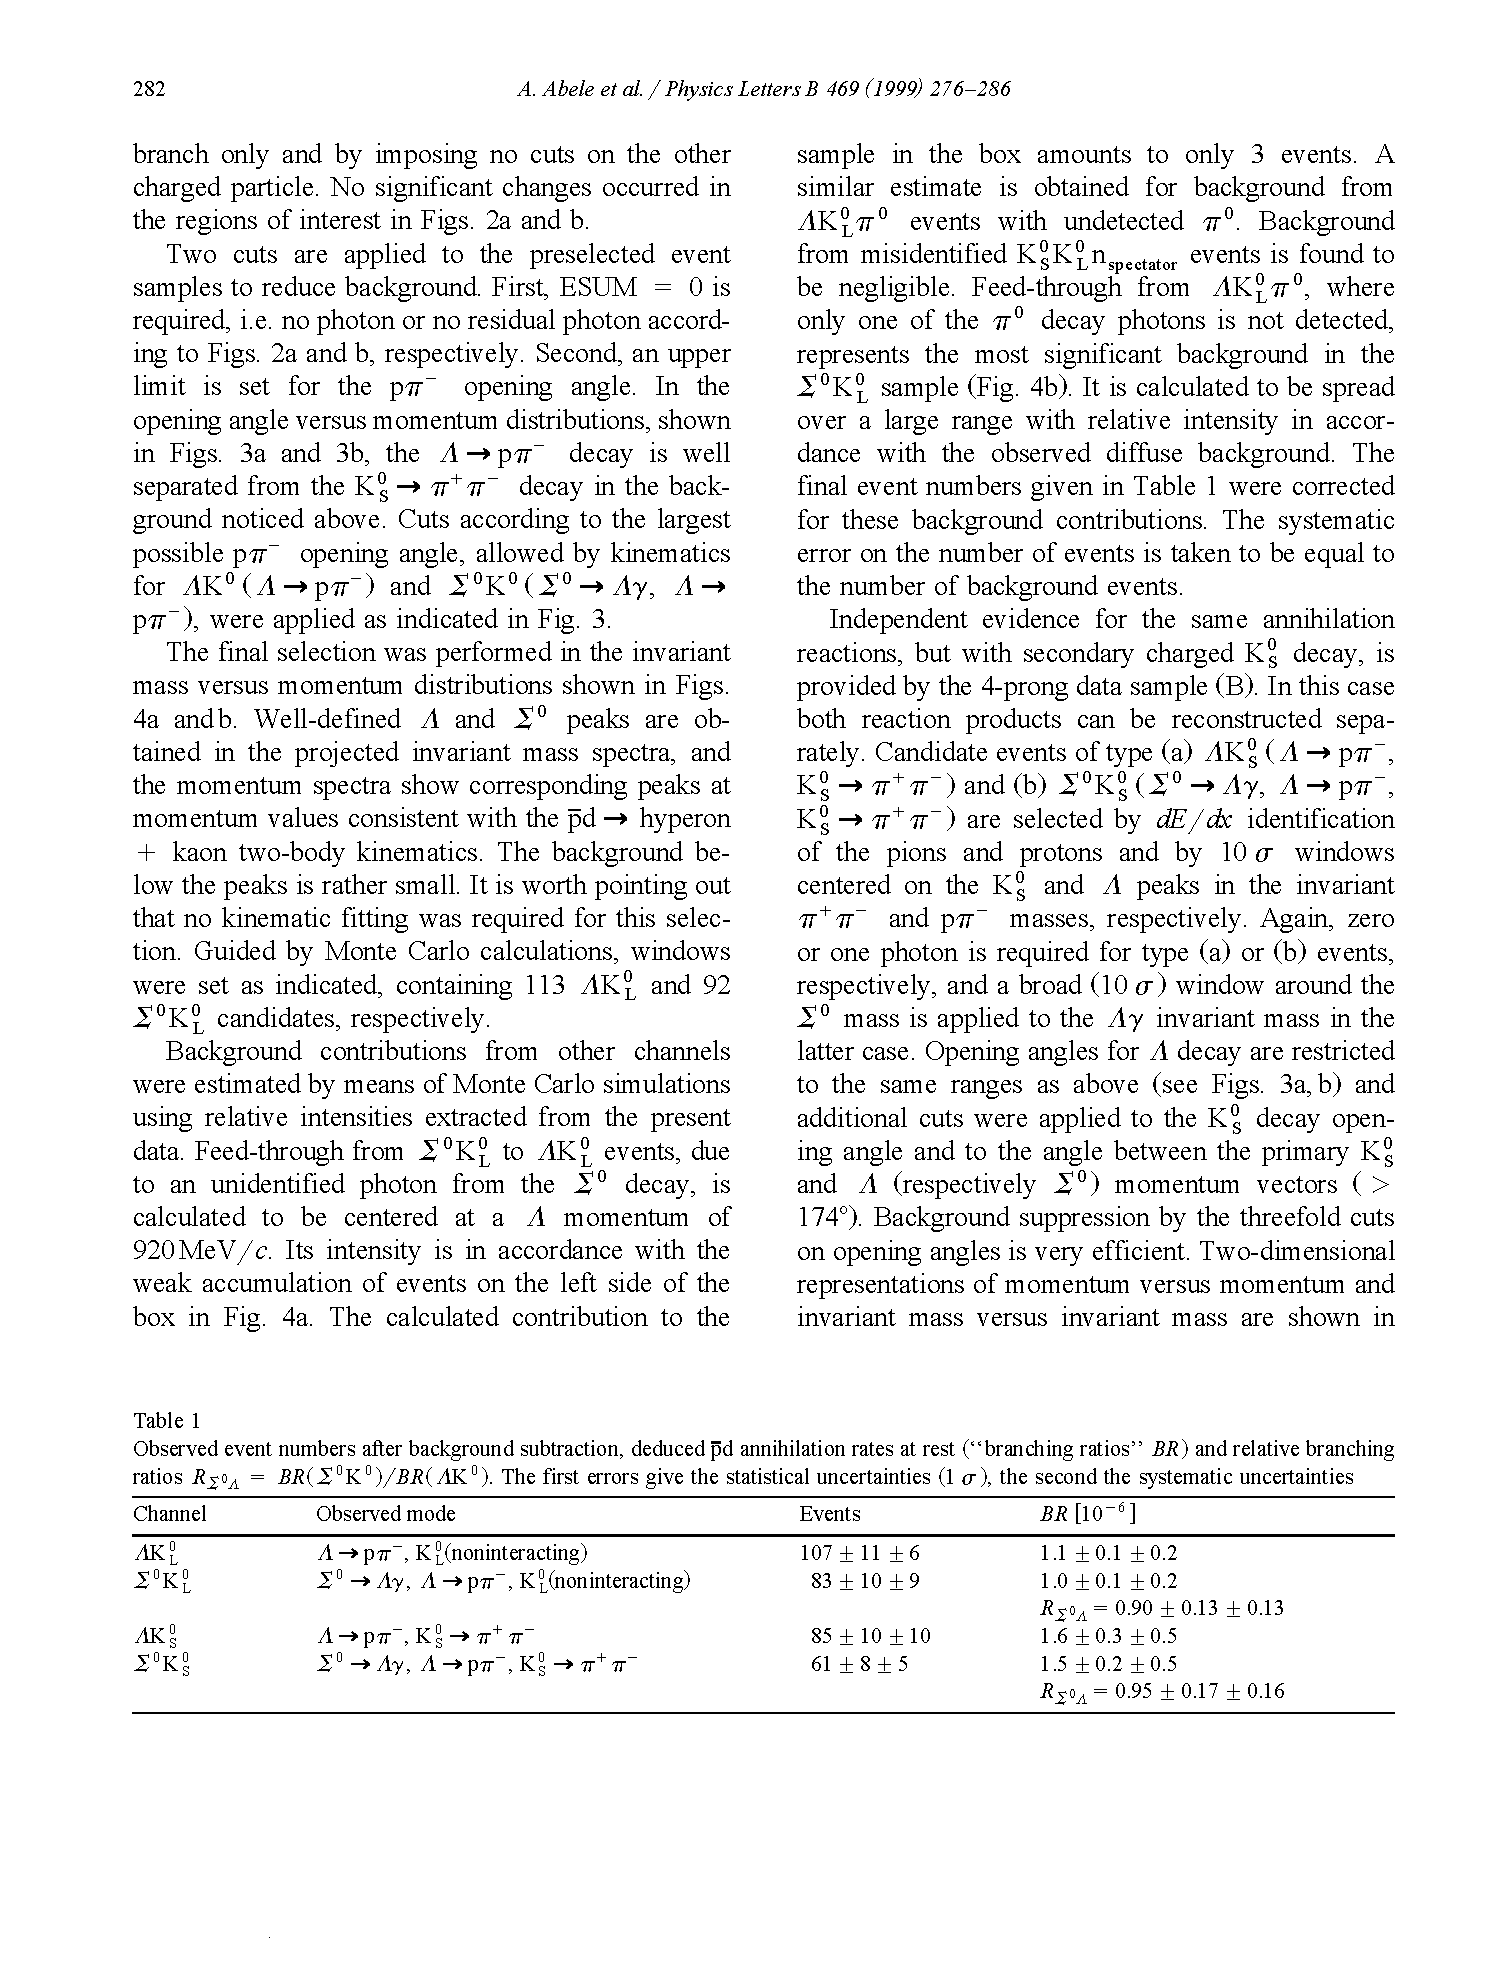 282
A. Abele et al. / Physics Letters B 469 (1999) 276–286
branch only and by imposing no cuts on the other
charged particle. No significant changes occurred in
the regions of interest in Figs. 2a and b.
Two cuts are applied to the preselected event
samples to reduce background. First, ESUM = 0 is
required, i.e. no photon or no residual photon accord-
ing to Figs. 2a and b, respectively. Second, an upper
limit is set for the pπ⁻ opening angle. In the
opening angle versus momentum distributions, shown
in Figs. 3a and 3b, the Λ → pπ⁻ decay is well
separated from the K⁰_S → π⁺π⁻ decay in the back-
ground noticed above. Cuts according to the largest
possible pπ⁻ opening angle, allowed by kinematics
for ΛK⁰ (Λ → pπ⁻) and Σ⁰K⁰ (Σ⁰ → Λγ, Λ →
pπ⁻), were applied as indicated in Fig. 3.
The final selection was performed in the invariant
mass versus momentum distributions shown in Figs.
4a and b. Well-defined Λ and Σ⁰ peaks are ob-
tained in the projected invariant mass spectra, and
the momentum spectra show corresponding peaks at
momentum values consistent with the p̄d → hyperon
+ kaon two-body kinematics. The background be-
low the peaks is rather small. It is worth pointing out
that no kinematic fitting was required for this selec-
tion. Guided by Monte Carlo calculations, windows
were set as indicated, containing 113 ΛK⁰_L and 92
Σ⁰K⁰_L candidates, respectively.
Background contributions from other channels
were estimated by means of Monte Carlo simulations
using relative intensities extracted from the present
data. Feed-through from Σ⁰K⁰_L to ΛK⁰_L events, due
to an unidentified photon from the Σ⁰ decay, is
calculated to be centered at a Λ momentum of
920 MeV/c. Its intensity is in accordance with the
weak accumulation of events on the left side of the
box in Fig. 4a. The calculated contribution to the
sample in the box amounts to only 3 events. A
similar estimate is obtained for background from
ΛK⁰_Lπ⁰ events with undetected π⁰. Background
from misidentified K⁰_SK⁰_Ln_spectator events is found to
be negligible. Feed-through from ΛK⁰_Lπ⁰, where
only one of the π⁰ decay photons is not detected,
represents the most significant background in the
Σ⁰K⁰_L sample (Fig. 4b). It is calculated to be spread
over a large range with relative intensity in accor-
dance with the observed diffuse background. The
final event numbers given in Table 1 were corrected
for these background contributions. The systematic
error on the number of events is taken to be equal to
the number of background events.
Independent evidence for the same annihilation
reactions, but with secondary charged K⁰_S decay, is
provided by the 4-prong data sample (B). In this case
both reaction products can be reconstructed sepa-
rately. Candidate events of type (a) ΛK⁰_S (Λ → pπ⁻,
K⁰_S → π⁺π⁻) and (b) Σ⁰K⁰_S (Σ⁰ → Λγ, Λ → pπ⁻,
K⁰_S → π⁺π⁻) are selected by dE/dx identification
of the pions and protons and by 10 σ windows
centered on the K⁰_S and Λ peaks in the invariant
π⁺π⁻ and pπ⁻ masses, respectively. Again, zero
or one photon is required for type (a) or (b) events,
respectively, and a broad (10 σ) window around the
Σ⁰ mass is applied to the Λγ invariant mass in the
latter case. Opening angles for Λ decay are restricted
to the same ranges as above (see Figs. 3a, b) and
additional cuts were applied to the K⁰_S decay open-
ing angle and to the angle between the primary K⁰_S
and Λ (respectively Σ⁰) momentum vectors ( >
174°). Background suppression by the threefold cuts
on opening angles is very efficient. Two-dimensional
representations of momentum versus momentum and
invariant mass versus invariant mass are shown in
Table 1
Observed event numbers after background subtraction, deduced p̄d annihilation rates at rest (‘‘branching ratios’’ BR) and relative branching
ratios R_Σ⁰Λ = BR(Σ⁰K⁰)/BR(ΛK⁰). The first errors give the statistical uncertainties (1 σ), the second the systematic uncertainties
Channel Observed mode Events BR [10⁻⁶]
ΛK⁰_L Λ → pπ⁻, K⁰_L(noninteracting) 107 ± 11 ± 6 1.1 ± 0.1 ± 0.2
Σ⁰K⁰_L Σ⁰ → Λγ, Λ → pπ⁻, K⁰_L(noninteracting) 83 ± 10 ± 9 1.0 ± 0.1 ± 0.2
R_Σ⁰Λ = 0.90 ± 0.13 ± 0.13
ΛK⁰_S Λ → pπ⁻, K⁰_S → π⁺π⁻ 85 ± 10 ± 10 1.6 ± 0.3 ± 0.5
Σ⁰K⁰_S Σ⁰ → Λγ, Λ → pπ⁻, K⁰_S → π⁺π⁻ 61 ± 8 ± 5 1.5 ± 0.2 ± 0.5
R_Σ⁰Λ = 0.95 ± 0.17 ± 0.16